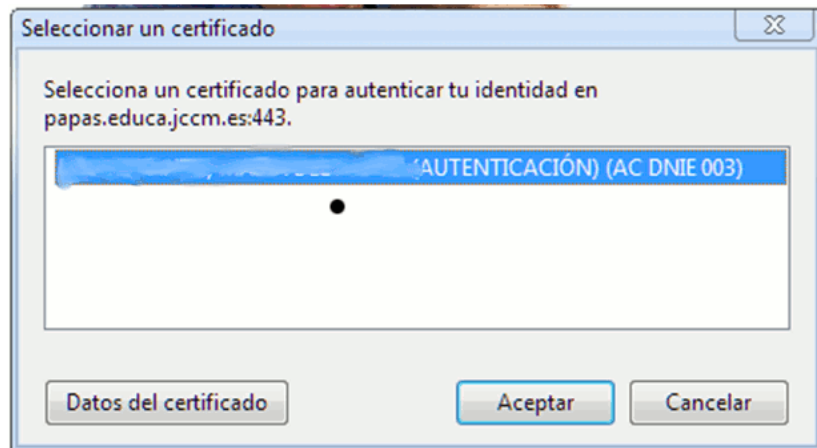 Seleccionar un certificado
Selecciona un certificado para autenticar tu identidad en
papas.educa.jccm.es:443.
(AUTENTICACIÓN) (AC DNIE 003)
Datos del certificado
Aceptar
Cancelar